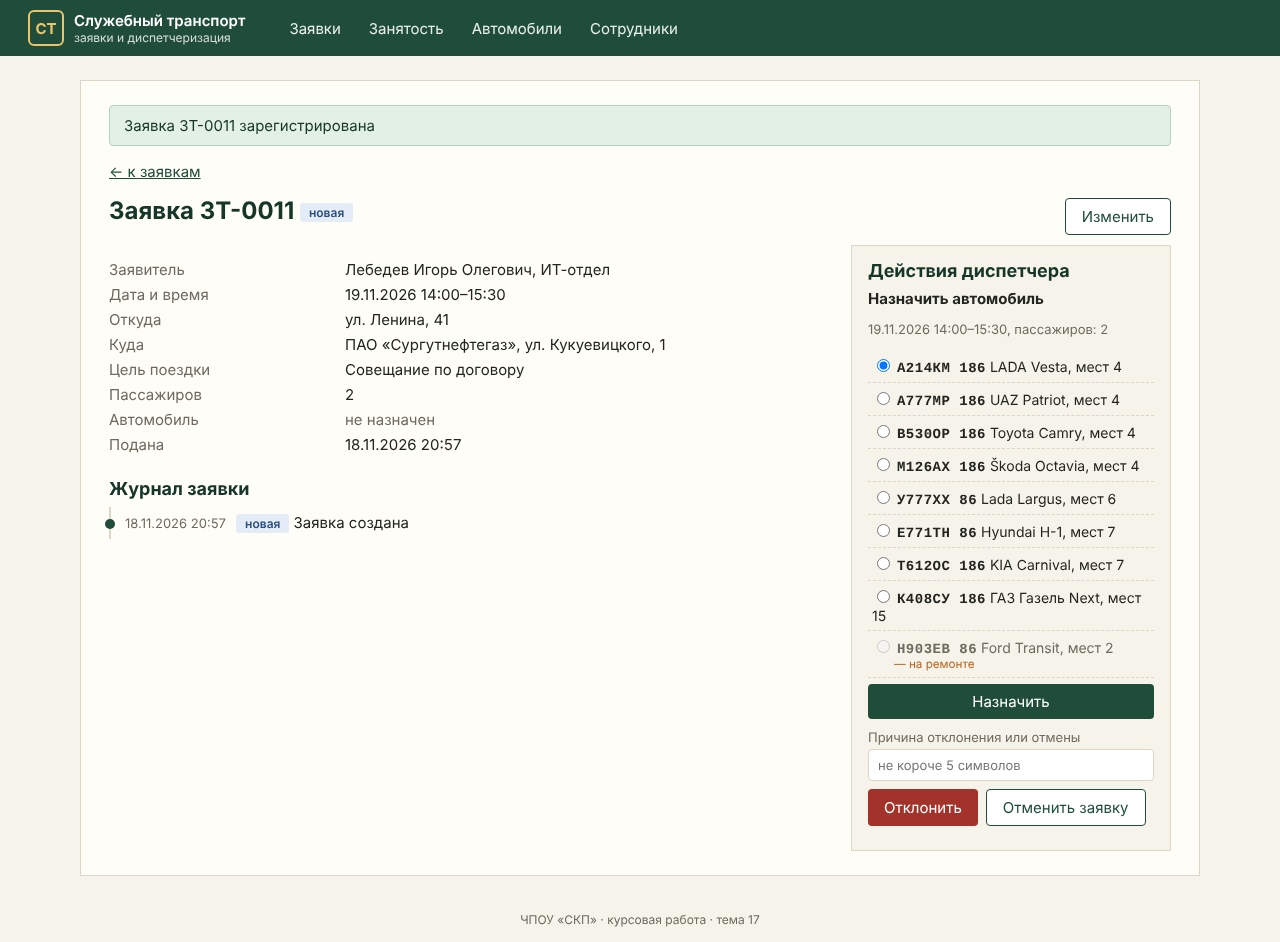 СТ
Служебный транспорт
заявки и диспетчеризация
Заявки
Занятость
Автомобили
Сотрудники
Заявка ЗТ-0011 зарегистрирована
← к заявкам
Заявка ЗТ-0011 новая
Изменить
Заявитель Лебедев Игорь Олегович, ИТ-отдел
Дата и время 19.11.2026 14:00–15:30
Откуда ул. Ленина, 41
Куда ПАО «Сургутнефтегаз», ул. Кукуевицкого, 1
Цель поездки Совещание по договору
Пассажиров 2
Автомобиль не назначен
Подана 18.11.2026 20:57
Журнал заявки
18.11.2026 20:57 новая Заявка создана
Действия диспетчера
Назначить автомобиль
19.11.2026 14:00–15:30, пассажиров: 2
А214КМ 186 LADA Vesta, мест 4
А777МР 186 UAZ Patriot, мест 4
В530ОР 186 Toyota Camry, мест 4
М126АХ 186 Škoda Octavia, мест 4
У777ХХ 86 Lada Largus, мест 6
Е771ТН 86 Hyundai H-1, мест 7
Т612ОС 186 KIA Carnival, мест 7
К408СУ 186 ГАЗ Газель Next, мест
15
Н903ЕВ 86 Ford Transit, мест 2
— на ремонте
Назначить
Причина отклонения или отмены
не короче 5 символов
Отклонить
Отменить заявку
ЧПОУ «СКП» · курсовая работа · тема 17